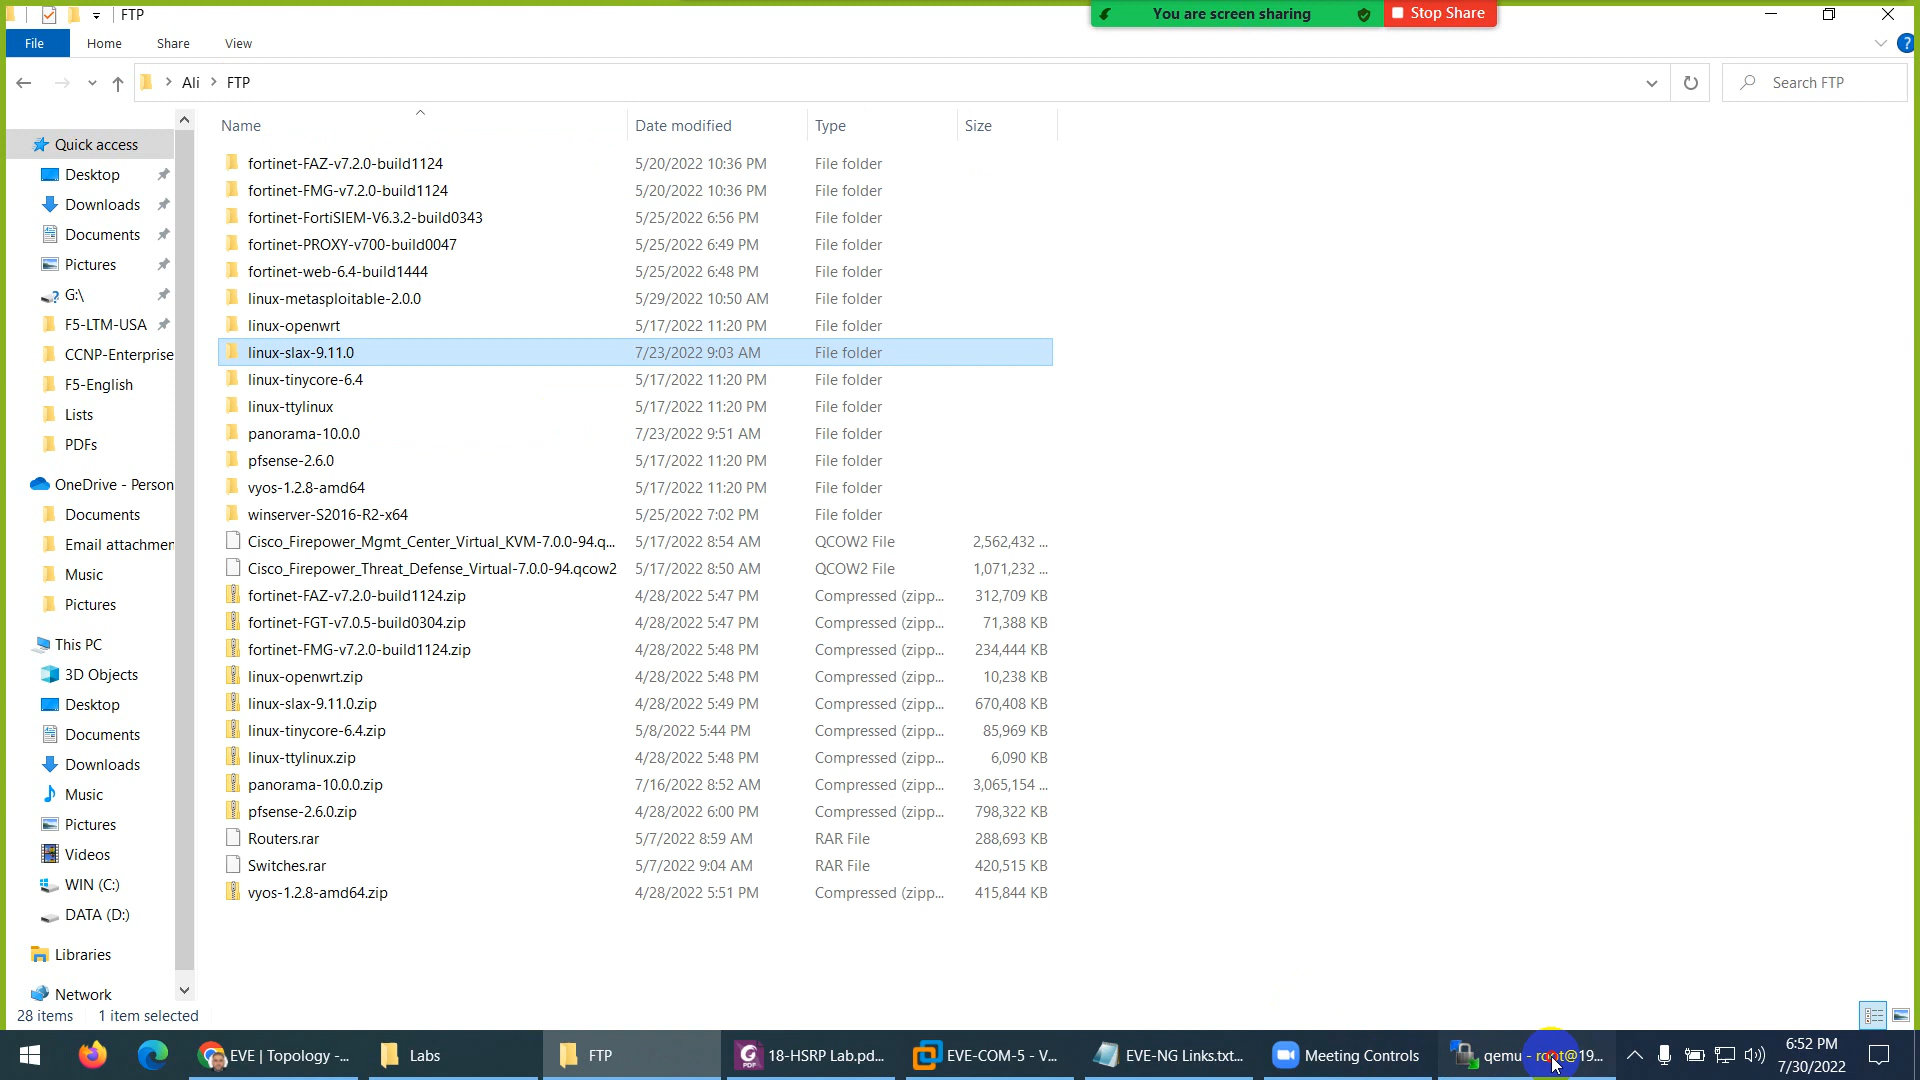 FTP
You are screen sharing
Stop Share
File
Home
Share
View
Ali
FTP
Search FTP
Name
Date modified
Type
Size
Quick access
Desktop
Downloads
Documents
Pictures
G:\
F5-LTM-USA
CCNP-Enterprise
F5-English
Lists
PDFs
OneDrive - Person
Documents
Email attachmen
Music
Pictures
This PC
3D Objects
Desktop
Documents
Downloads
Music
Pictures
Videos
WIN (C:)
DATA (D:)
Libraries
Network
fortinet-FAZ-v7.2.0-build1124 5/20/2022 10:36 PM File folder
fortinet-FMG-v7.2.0-build1124 5/20/2022 10:36 PM File folder
fortinet-FortiSIEM-V6.3.2-build0343 5/25/2022 6:56 PM File folder
fortinet-PROXY-v700-build0047 5/25/2022 6:49 PM File folder
fortinet-web-6.4-build1444 5/25/2022 6:48 PM File folder
linux-metasploitable-2.0.0 5/29/2022 10:50 AM File folder
linux-openwrt 5/17/2022 11:20 PM File folder
linux-slax-9.11.0 7/23/2022 9:03 AM File folder
linux-tinycore-6.4 5/17/2022 11:20 PM File folder
linux-ttylinux 5/17/2022 11:20 PM File folder
panorama-10.0.0 7/23/2022 9:51 AM File folder
pfsense-2.6.0 5/17/2022 11:20 PM File folder
vyos-1.2.8-amd64 5/17/2022 11:20 PM File folder
winserver-S2016-R2-x64 5/25/2022 7:02 PM File folder
Cisco_Firepower_Mgmt_Center_Virtual_KVM-7.0.0-94.q... 5/17/2022 8:54 AM QCOW2 File 2,562,432 ...
Cisco_Firepower_Threat_Defense_Virtual-7.0.0-94.qcow2 5/17/2022 8:50 AM QCOW2 File 1,071,232 ...
fortinet-FAZ-v7.2.0-build1124.zip 4/28/2022 5:47 PM Compressed (zipp... 312,709 KB
fortinet-FGT-v7.0.5-build0304.zip 4/28/2022 5:47 PM Compressed (zipp... 71,388 KB
fortinet-FMG-v7.2.0-build1124.zip 4/28/2022 5:48 PM Compressed (zipp... 234,444 KB
linux-openwrt.zip 4/28/2022 5:48 PM Compressed (zipp... 10,238 KB
linux-slax-9.11.0.zip 4/28/2022 5:49 PM Compressed (zipp... 670,408 KB
linux-tinycore-6.4.zip 5/8/2022 5:44 PM Compressed (zipp... 85,969 KB
linux-ttylinux.zip 4/28/2022 5:48 PM Compressed (zipp... 6,090 KB
panorama-10.0.0.zip 7/16/2022 8:52 AM Compressed (zipp... 3,065,154 ...
pfsense-2.6.0.zip 4/28/2022 6:00 PM Compressed (zipp... 798,322 KB
Routers.rar 5/7/2022 8:59 AM RAR File 288,693 KB
Switches.rar 5/7/2022 9:04 AM RAR File 420,515 KB
vyos-1.2.8-amd64.zip 4/28/2022 5:51 PM Compressed (zipp... 415,844 KB
28 items 1 item selected
EVE | Topology -...
Labs
FTP
18-HSRP Lab.pd...
EVE-COM-5 - V...
EVE-NG Links.txt...
Meeting Controls
qemu - root@19...
6:52 PM
7/30/2022